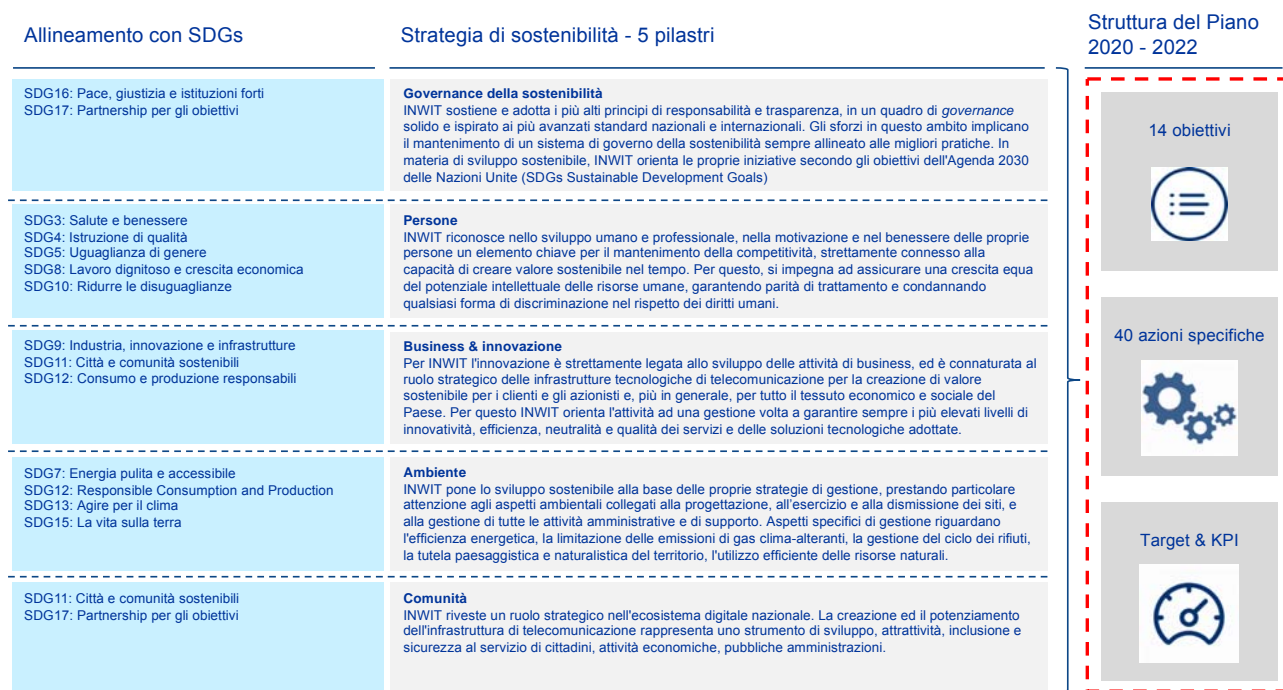 Allineamento con SDGs
Strategia di sostenibilità - 5 pilastri
Struttura del Piano
2020 - 2022
SDG16: Pace, giustizia e istituzioni forti
SDG17: Partnership per gli obiettivi
Governance della sostenibilità
INWIT sostiene e adotta i più alti principi di responsabilità e trasparenza, in un quadro di governance
solido e ispirato ai più avanzati standard nazionali e internazionali. Gli sforzi in questo ambito implicano
il mantenimento di un sistema di governo della sostenibilità sempre allineato alle migliori pratiche. In
materia di sviluppo sostenibile, INWIT orienta le proprie iniziative secondo gli obiettivi dell'Agenda 2030
delle Nazioni Unite (SDGs Sustainable Development Goals)
SDG3: Salute e benessere
SDG4: Istruzione di qualità
SDG5: Uguaglianza di genere
SDG8: Lavoro dignitoso e crescita economica
SDG10: Ridurre le disuguaglianze
Persone
INWIT riconosce nello sviluppo umano e professionale, nella motivazione e nel benessere delle proprie
persone un elemento chiave per il mantenimento della competitività, strettamente connesso alla
capacità di creare valore sostenibile nel tempo. Per questo, si impegna ad assicurare una crescita equa
del potenziale intellettuale delle risorse umane, garantendo parità di trattamento e condannando
qualsiasi forma di discriminazione nel rispetto dei diritti umani.
SDG9: Industria, innovazione e infrastrutture
SDG11: Città e comunità sostenibili
SDG12: Consumo e produzione responsabili
Business & innovazione
Per INWIT l'innovazione è strettamente legata allo sviluppo delle attività di business, ed è connaturata al
ruolo strategico delle infrastrutture tecnologiche di telecomunicazione per la creazione di valore
sostenibile per i clienti e gli azionisti e, più in generale, per tutto il tessuto economico e sociale del
Paese. Per questo INWIT orienta l'attività ad una gestione volta a garantire sempre i più elevati livelli di
innovatività, efficienza, neutralità e qualità dei servizi e delle soluzioni tecnologiche adottate.
SDG7: Energia pulita e accessibile
SDG12: Responsible Consumption and Production
SDG13: Agire per il clima
SDG15: La vita sulla terra
Ambiente
INWIT pone lo sviluppo sostenibile alla base delle proprie strategie di gestione, prestando particolare
attenzione agli aspetti ambientali collegati alla progettazione, all'esercizio e alla dismissione dei siti, e
alla gestione di tutte le attività amministrative e di supporto. Aspetti specifici di gestione riguardano
l'efficienza energetica, la limitazione delle emissioni di gas clima-alteranti, la gestione del ciclo dei rifiuti,
la tutela paesaggistica e naturalistica del territorio, l'utilizzo efficiente delle risorse naturali.
SDG11: Città e comunità sostenibili
SDG17: Partnership per gli obiettivi
Comunità
INWIT riveste un ruolo strategico nell'ecosistema digitale nazionale. La creazione ed il potenziamento
dell'infrastruttura di telecomunicazione rappresenta uno strumento di sviluppo, attrattività, inclusione e
sicurezza al servizio di cittadini, attività economiche, pubbliche amministrazioni.
14 obiettivi
40 azioni specifiche
Target & KPI